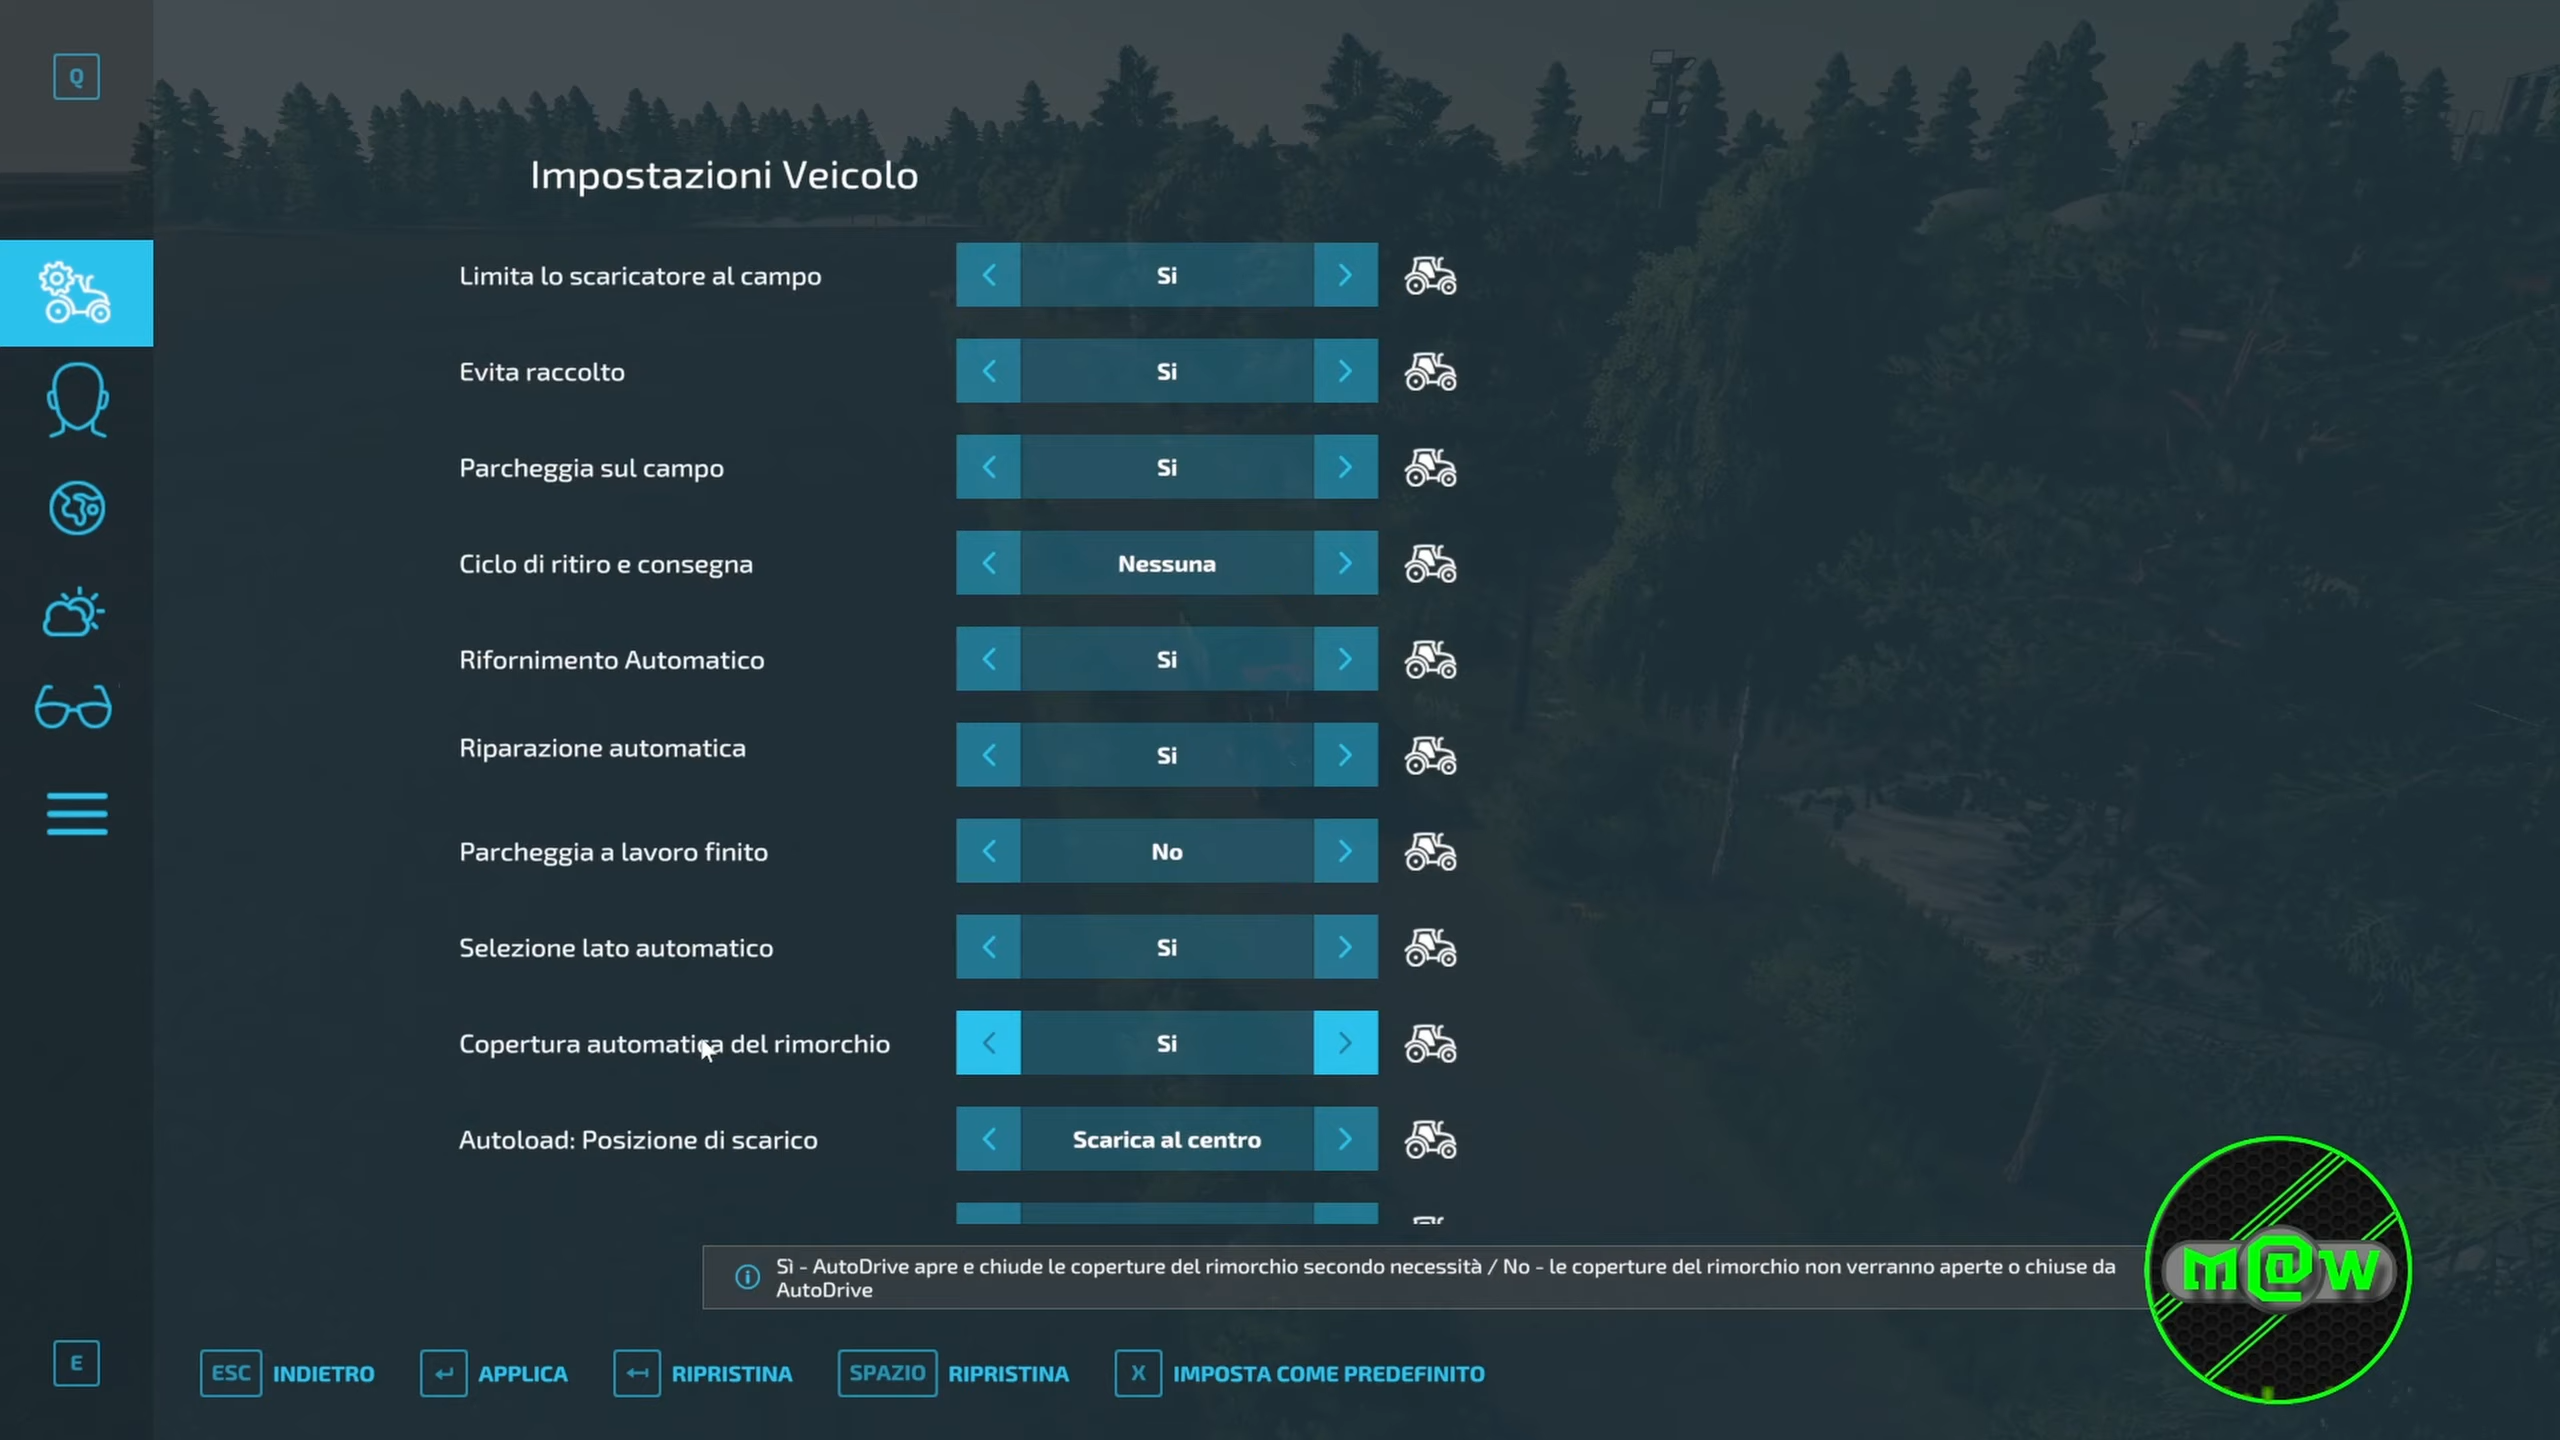 Q
Impostazioni Veicolo
Limita lo scaricatore al campo Si
Evita raccolto Si
Parcheggia sul campo Si
Ciclo di ritiro e consegna Nessuna
Rifornimento Automatico Si
Riparazione automatica Si
Parcheggia a lavoro finito No
Selezione lato automatico Si
Copertura automatica del rimorchio Si
Autoload: Posizione di scarico Scarica al centro
Sì - AutoDrive apre e chiude le coperture del rimorchio secondo necessità / No - le coperture del rimorchio non verranno aperte o chiuse da
AutoDrive
M@W
E
ESC INDIETRO APPLICA RIPRISTINA SPAZIO RIPRISTINA X IMPOSTA COME PREDEFINITO